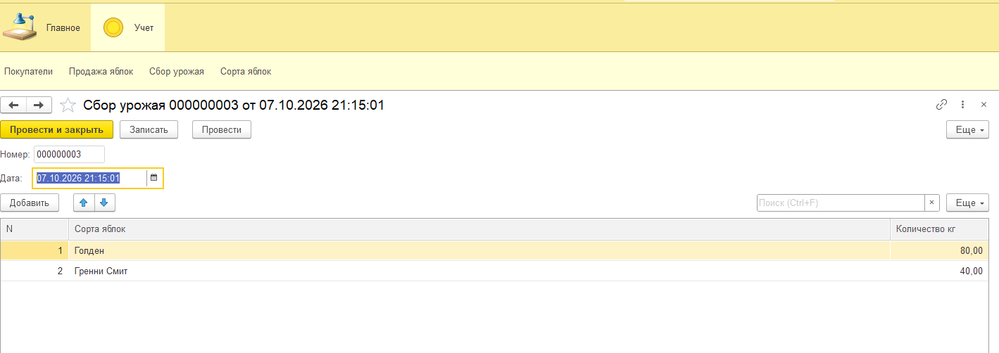 Главное
Учет
Покупатели Продажа яблок Сбор урожая Сорта яблок
Сбор урожая 000000003 от 07.10.2026 21:15:01
Провести и закрыть Записать Провести Еще
Номер: 000000003
Дата: 07.10.2026 21:15:01
Добавить Поиск (Ctrl+F) × Еще
N Сорта яблок Количество кг
1 Голден 80,00
2 Гренни Смит 40,00